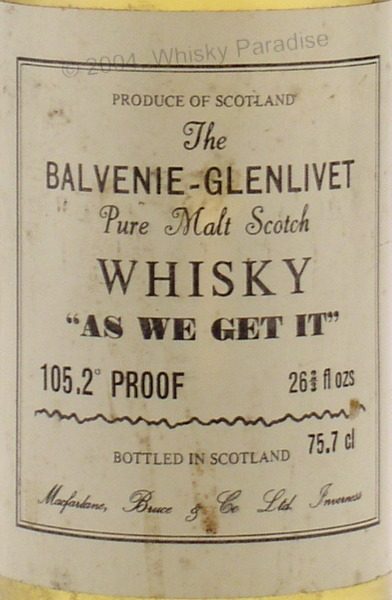 © 2004 Whisky Paradise
PRODUCE OF SCOTLAND
The
BALVENIE-GLENLIVET
Pure Malt Scotch
WHISKY
"AS WE GET IT"
105.2° PROOF 26⅔ fl ozs
75.7 cl
BOTTLED IN SCOTLAND
Macfarlane, Bruce & Co Ltd. Inverness